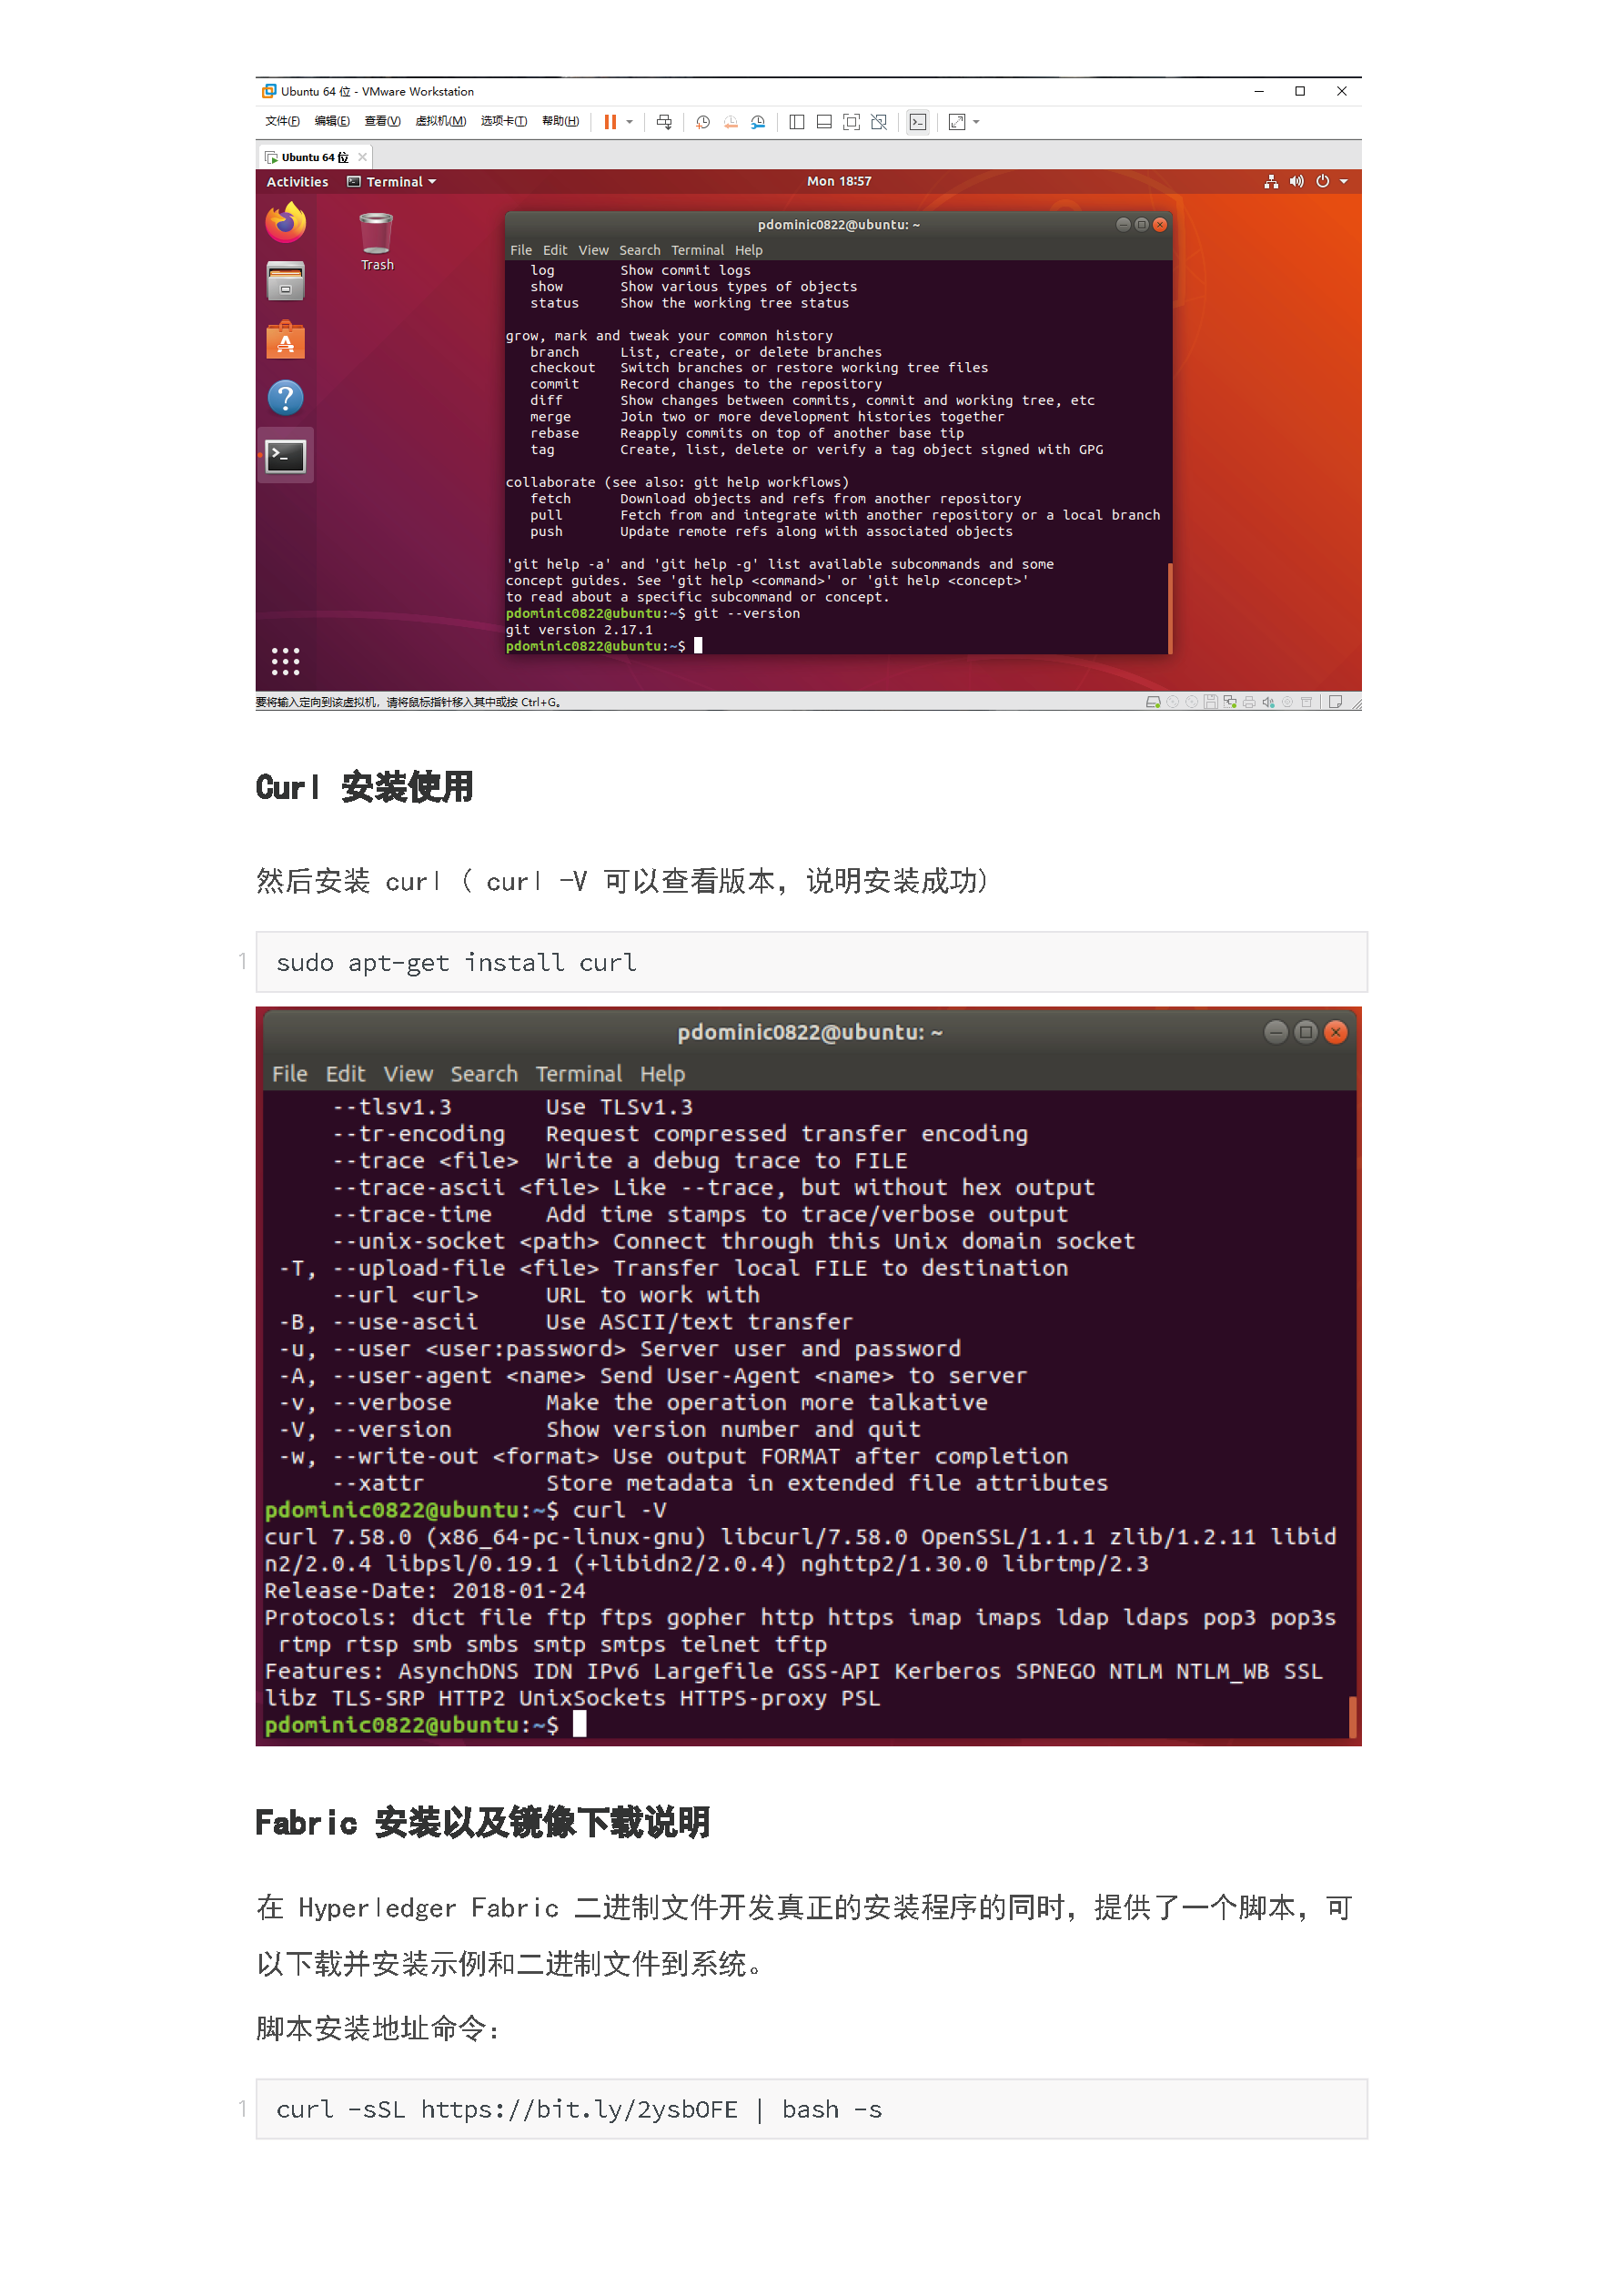 Ubuntu 64 位 - VMware Workstation
文件(F) 编辑(E) 查看(V) 虚拟机(M) 选项卡(T) 帮助(H)
Ubuntu 64 位
Activities Terminal Mon 18:57
Trash
pdominic0822@ubuntu: ~
File Edit View Search Terminal Help
log Show commit logs
show Show various types of objects
status Show the working tree status
grow, mark and tweak your common history
branch List, create, or delete branches
checkout Switch branches or restore working tree files
commit Record changes to the repository
diff Show changes between commits, commit and working tree, etc
merge Join two or more development histories together
rebase Reapply commits on top of another base tip
tag Create, list, delete or verify a tag object signed with GPG
collaborate (see also: git help workflows)
fetch Download objects and refs from another repository
pull Fetch from and integrate with another repository or a local branch
push Update remote refs along with associated objects
'git help -a' and 'git help -g' list available subcommands and some
concept guides. See 'git help <command>' or 'git help <concept>'
to read about a specific subcommand or concept.
pdominic0822@ubuntu:~$ git --version
git version 2.17.1
pdominic0822@ubuntu:~$
要将输入定向到该虚拟机，请将鼠标指针移入其中或按 Ctrl+G。
Curl 安装使用
然后安装 curl ( curl -V 可以查看版本，说明安装成功)
1 sudo apt-get install curl
pdominic0822@ubuntu: ~
File Edit View Search Terminal Help
--tlsv1.3 Use TLSv1.3
--tr-encoding Request compressed transfer encoding
--trace <file> Write a debug trace to FILE
--trace-ascii <file> Like --trace, but without hex output
--trace-time Add time stamps to trace/verbose output
--unix-socket <path> Connect through this Unix domain socket
-T, --upload-file <file> Transfer local FILE to destination
--url <url> URL to work with
-B, --use-ascii Use ASCII/text transfer
-u, --user <user:password> Server user and password
-A, --user-agent <name> Send User-Agent <name> to server
-v, --verbose Make the operation more talkative
-V, --version Show version number and quit
-w, --write-out <format> Use output FORMAT after completion
--xattr Store metadata in extended file attributes
pdominic0822@ubuntu:~$ curl -V
curl 7.58.0 (x86_64-pc-linux-gnu) libcurl/7.58.0 OpenSSL/1.1.1 zlib/1.2.11 libid
n2/2.0.4 libpsl/0.19.1 (+libidn2/2.0.4) nghttp2/1.30.0 librtmp/2.3
Release-Date: 2018-01-24
Protocols: dict file ftp ftps gopher http https imap imaps ldap ldaps pop3 pop3s
rtmp rtsp smb smbs smtp smtps telnet tftp
Features: AsynchDNS IDN IPv6 Largefile GSS-API Kerberos SPNEGO NTLM NTLM_WB SSL
libz TLS-SRP HTTP2 UnixSockets HTTPS-proxy PSL
pdominic0822@ubuntu:~$
Fabric 安装以及镜像下载说明
在 Hyperledger Fabric 二进制文件开发真正的安装程序的同时，提供了一个脚本，可
以下载并安装示例和二进制文件到系统。
脚本安装地址命令：
1 curl -sSL https://bit.ly/2ysbOFE | bash -s